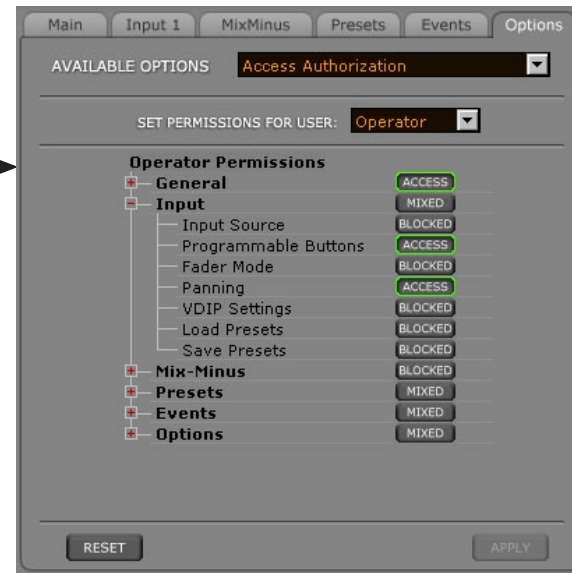 Main Input 1 MixMinus Presets Events Options
AVAILABLE OPTIONS Access Authorization
SET PERMISSIONS FOR USER: Operator
Operator Permissions
General ACCESS
Input MIXED
Input Source BLOCKED
Programmable Buttons ACCESS
Fader Mode BLOCKED
Panning ACCESS
VDIP Settings BLOCKED
Load Presets BLOCKED
Save Presets BLOCKED
Mix-Minus BLOCKED
Presets MIXED
Events MIXED
Options MIXED
RESET APPLY